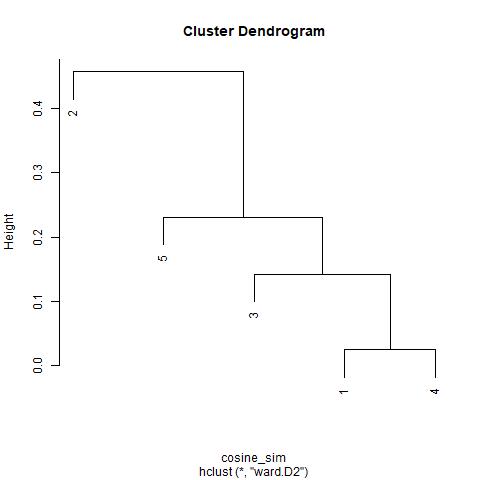 Cluster Dendrogram
Height
0.4
0.3
0.2
0.1
0.0
2
5
3
1
4
cosine_sim
hclust (*, "ward.D2")